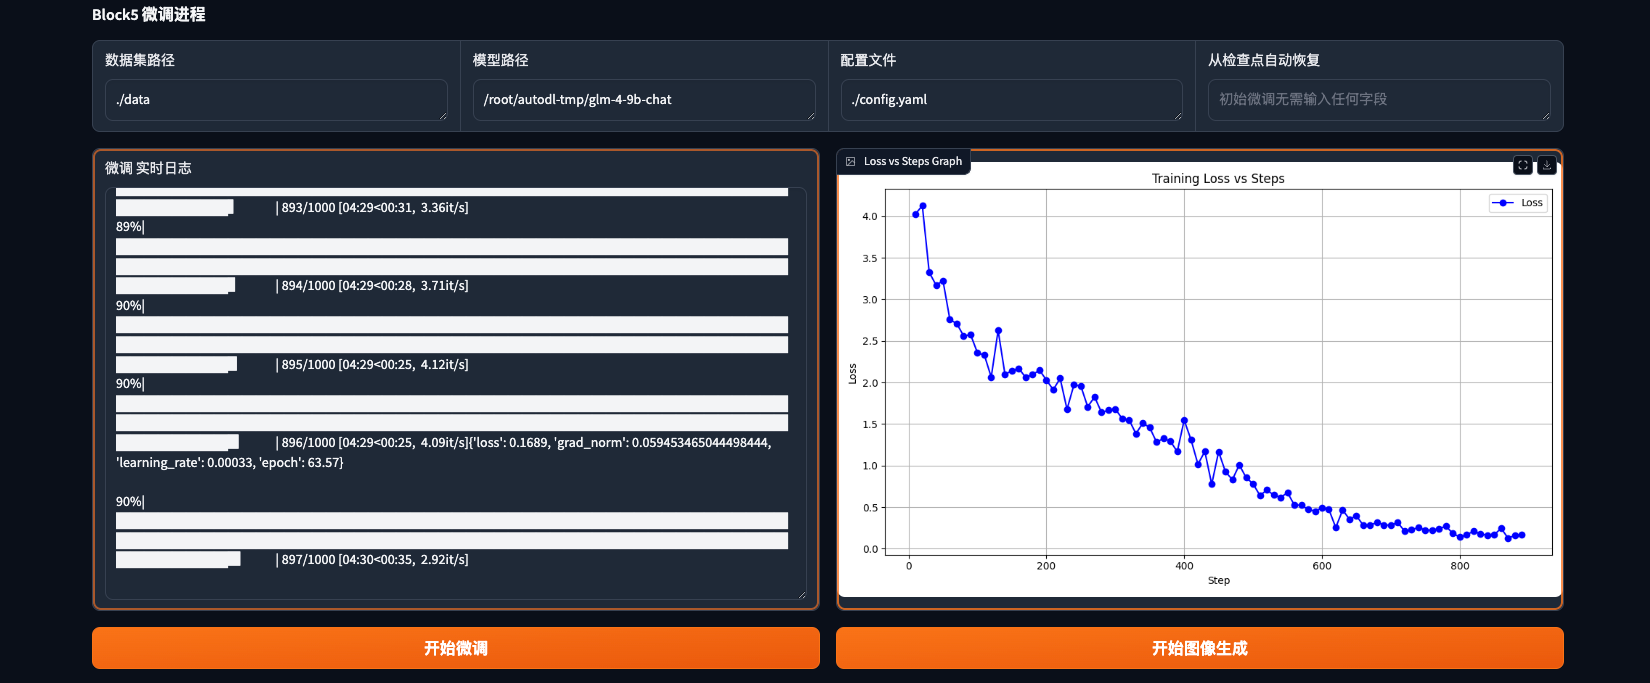 Block5 微调进程
数据集路径
./data
模型路径
/root/autodl-tmp/glm-4-9b-chat
配置文件
./config.yaml
从检查点自动恢复
初始微调无需输入任何字段
微调 实时日志
| 893/1000 [04:29<00:31, 3.36it/s]
89%|
| 894/1000 [04:29<00:28, 3.71it/s]
90%|
| 895/1000 [04:29<00:25, 4.12it/s]
90%|
| 896/1000 [04:29<00:25, 4.09it/s]{'loss': 0.1689, 'grad_norm': 0.059453465044498444,
'learning_rate': 0.00033, 'epoch': 63.57}
90%|
| 897/1000 [04:30<00:35, 2.92it/s]
Loss vs Steps Graph
Training Loss vs Steps
Loss
4.0
3.5
3.0
2.5
2.0
1.5
1.0
0.5
0.0
Loss
0 200 400 600 800
Step
开始微调
开始图像生成